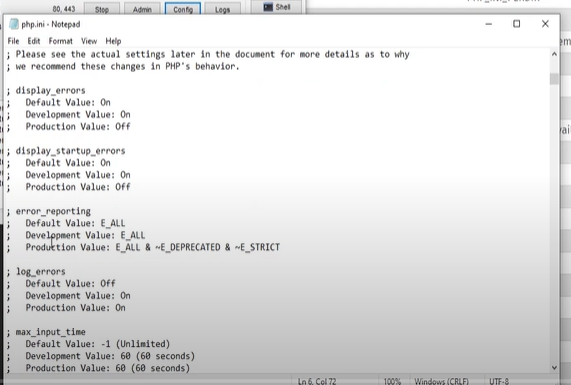 80, 443 Stop Admin Config Logs Shell
php.ini - Notepad
File Edit Format View Help
; Please see the actual settings later in the document for more details as to why
; we recommend these changes in PHP's behavior.
; display_errors
;   Default Value: On
;   Development Value: On
;   Production Value: Off
; display_startup_errors
;   Default Value: On
;   Development Value: On
;   Production Value: Off
; error_reporting
;   Default Value: E_ALL
;   Development Value: E_ALL
;   Production Value: E_ALL & ~E_DEPRECATED & ~E_STRICT
; log_errors
;   Default Value: Off
;   Development Value: On
;   Production Value: On
; max_input_time
;   Default Value: -1 (Unlimited)
;   Development Value: 60 (60 seconds)
;   Production Value: 60 (60 seconds)
Ln 6, Col 72 100% Windows (CRLF) UTF-8